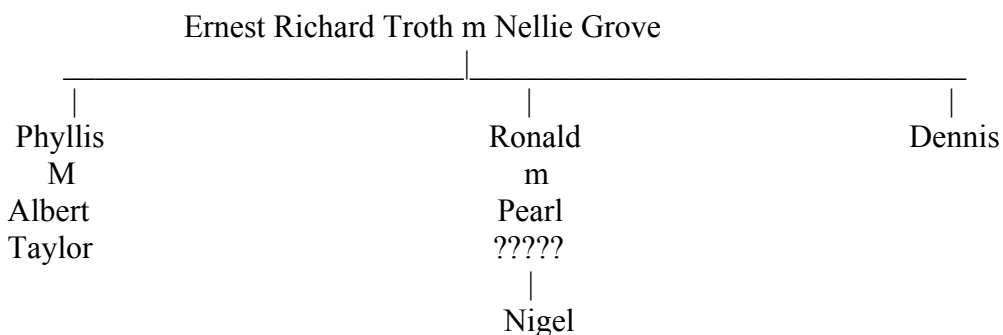 Ernest Richard Troth m Nellie Grove
Phyllis Ronald Dennis
M m
Albert Pearl
Taylor ?????
Nigel